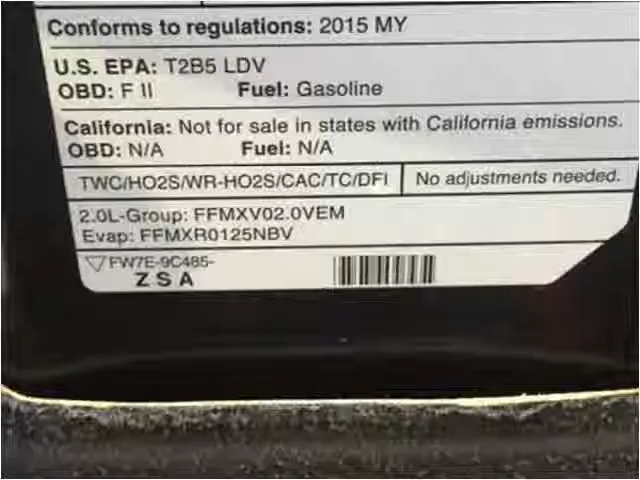 Conforms to regulations: 2015 MY
U.S. EPA: T2B5 LDV
OBD: F II Fuel: Gasoline
California: Not for sale in states with California emissions.
OBD: N/A Fuel: N/A
TWC/HO2S/WR-HO2S/CAC/TC/DFI No adjustments needed.
2.0L-Group: FFMXV02.0VEM
Evap: FFMXR0125NBV
FW7E-9C485-
ZSA